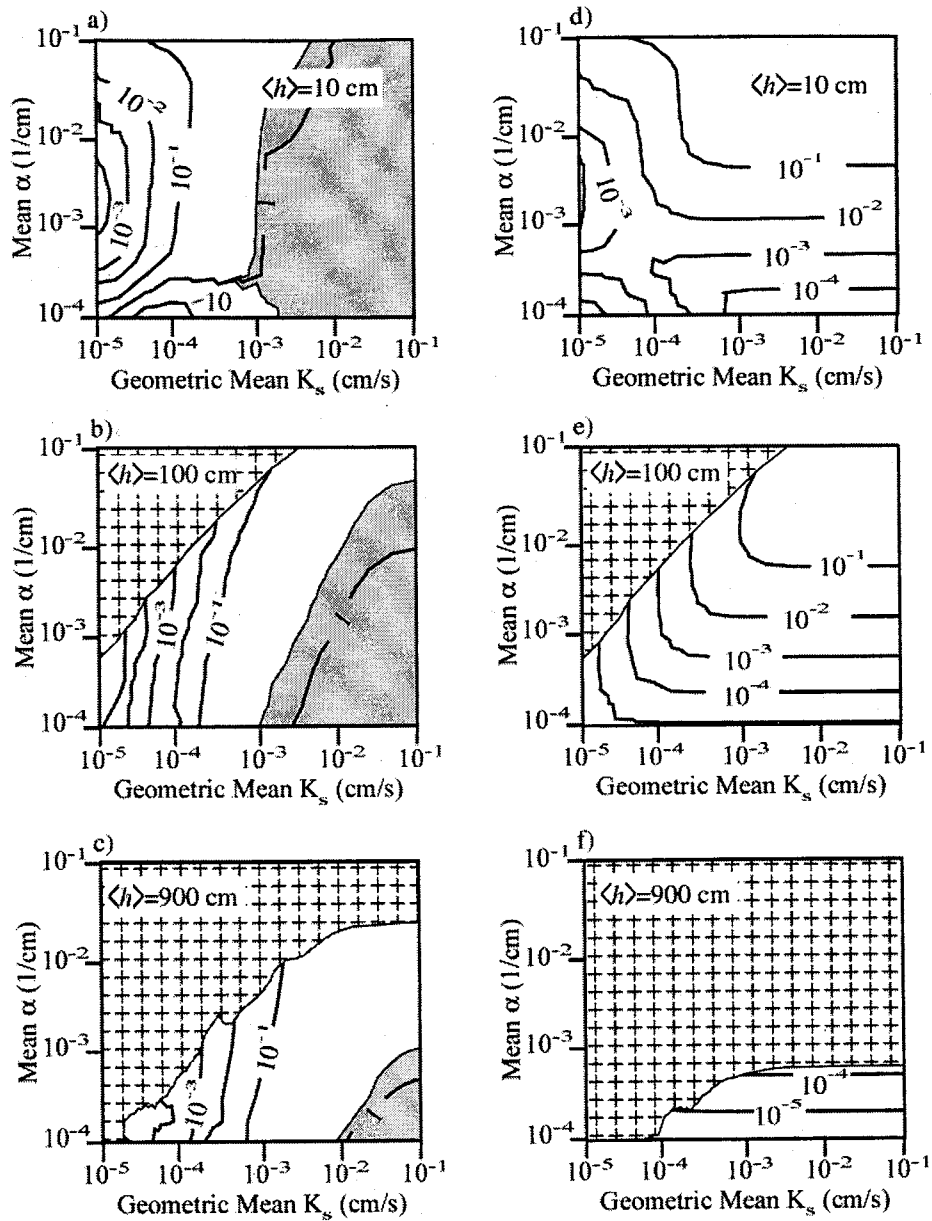 a)
⟨h⟩=10 cm
Mean α (1/cm)
10⁻¹
10⁻²
10⁻³
10⁻⁴
10⁻²
10⁻¹
10⁻³
1
−10
10⁻⁵ 10⁻⁴ 10⁻³ 10⁻² 10⁻¹
Geometric Mean Kₛ (cm/s)
d)
⟨h⟩=10 cm
Mean α (1/cm)
10⁻¹
10⁻²
10⁻³
10⁻⁴
10⁻³
10⁻¹
10⁻²
10⁻³
10⁻⁴
10⁻⁵ 10⁻⁴ 10⁻³ 10⁻² 10⁻¹
Geometric Mean Kₛ (cm/s)
b)
⟨h⟩=100 cm
Mean α (1/cm)
10⁻¹
10⁻²
10⁻³
10⁻⁴
10⁻³
10⁻¹
1
10⁻⁵ 10⁻⁴ 10⁻³ 10⁻² 10⁻¹
Geometric Mean Kₛ (cm/s)
e)
⟨h⟩=100 cm
Mean α (1/cm)
10⁻¹
10⁻²
10⁻³
10⁻⁴
10⁻¹
10⁻²
10⁻³
10⁻⁴
10⁻⁵ 10⁻⁴ 10⁻³ 10⁻² 10⁻¹
Geometric Mean Kₛ (cm/s)
c)
⟨h⟩=900 cm
Mean α (1/cm)
10⁻¹
10⁻²
10⁻³
10⁻⁴
10⁻³
10⁻¹
1
10⁻⁵ 10⁻⁴ 10⁻³ 10⁻² 10⁻¹
Geometric Mean Kₛ (cm/s)
f)
⟨h⟩=900 cm
Mean α (1/cm)
10⁻¹
10⁻²
10⁻³
10⁻⁴
10⁻⁴
10⁻⁵
10⁻⁵ 10⁻⁴ 10⁻³ 10⁻² 10⁻¹
Geometric Mean Kₛ (cm/s)